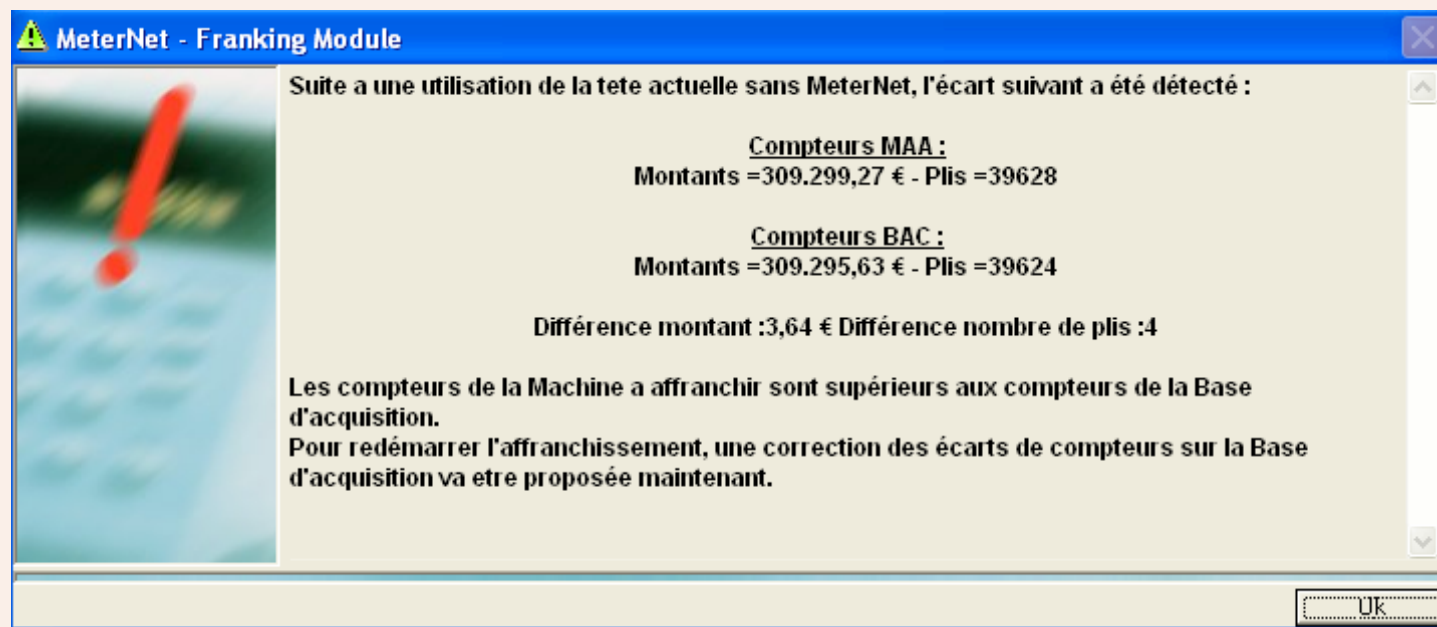 MeterNet - Franking Module
Suite a une utilisation de la tete actuelle sans MeterNet, l'écart suivant a été détecté :
Compteurs MAA :
Montants =309.299,27 € - Plis =39628
Compteurs BAC :
Montants =309.295,63 € - Plis =39624
Différence montant :3,64 € Différence nombre de plis :4
Les compteurs de la Machine a affranchir sont supérieurs aux compteurs de la Base
d'acquisition.
Pour redémarrer l'affranchissement, une correction des écarts de compteurs sur la Base
d'acquisition va etre proposée maintenant.
Ok